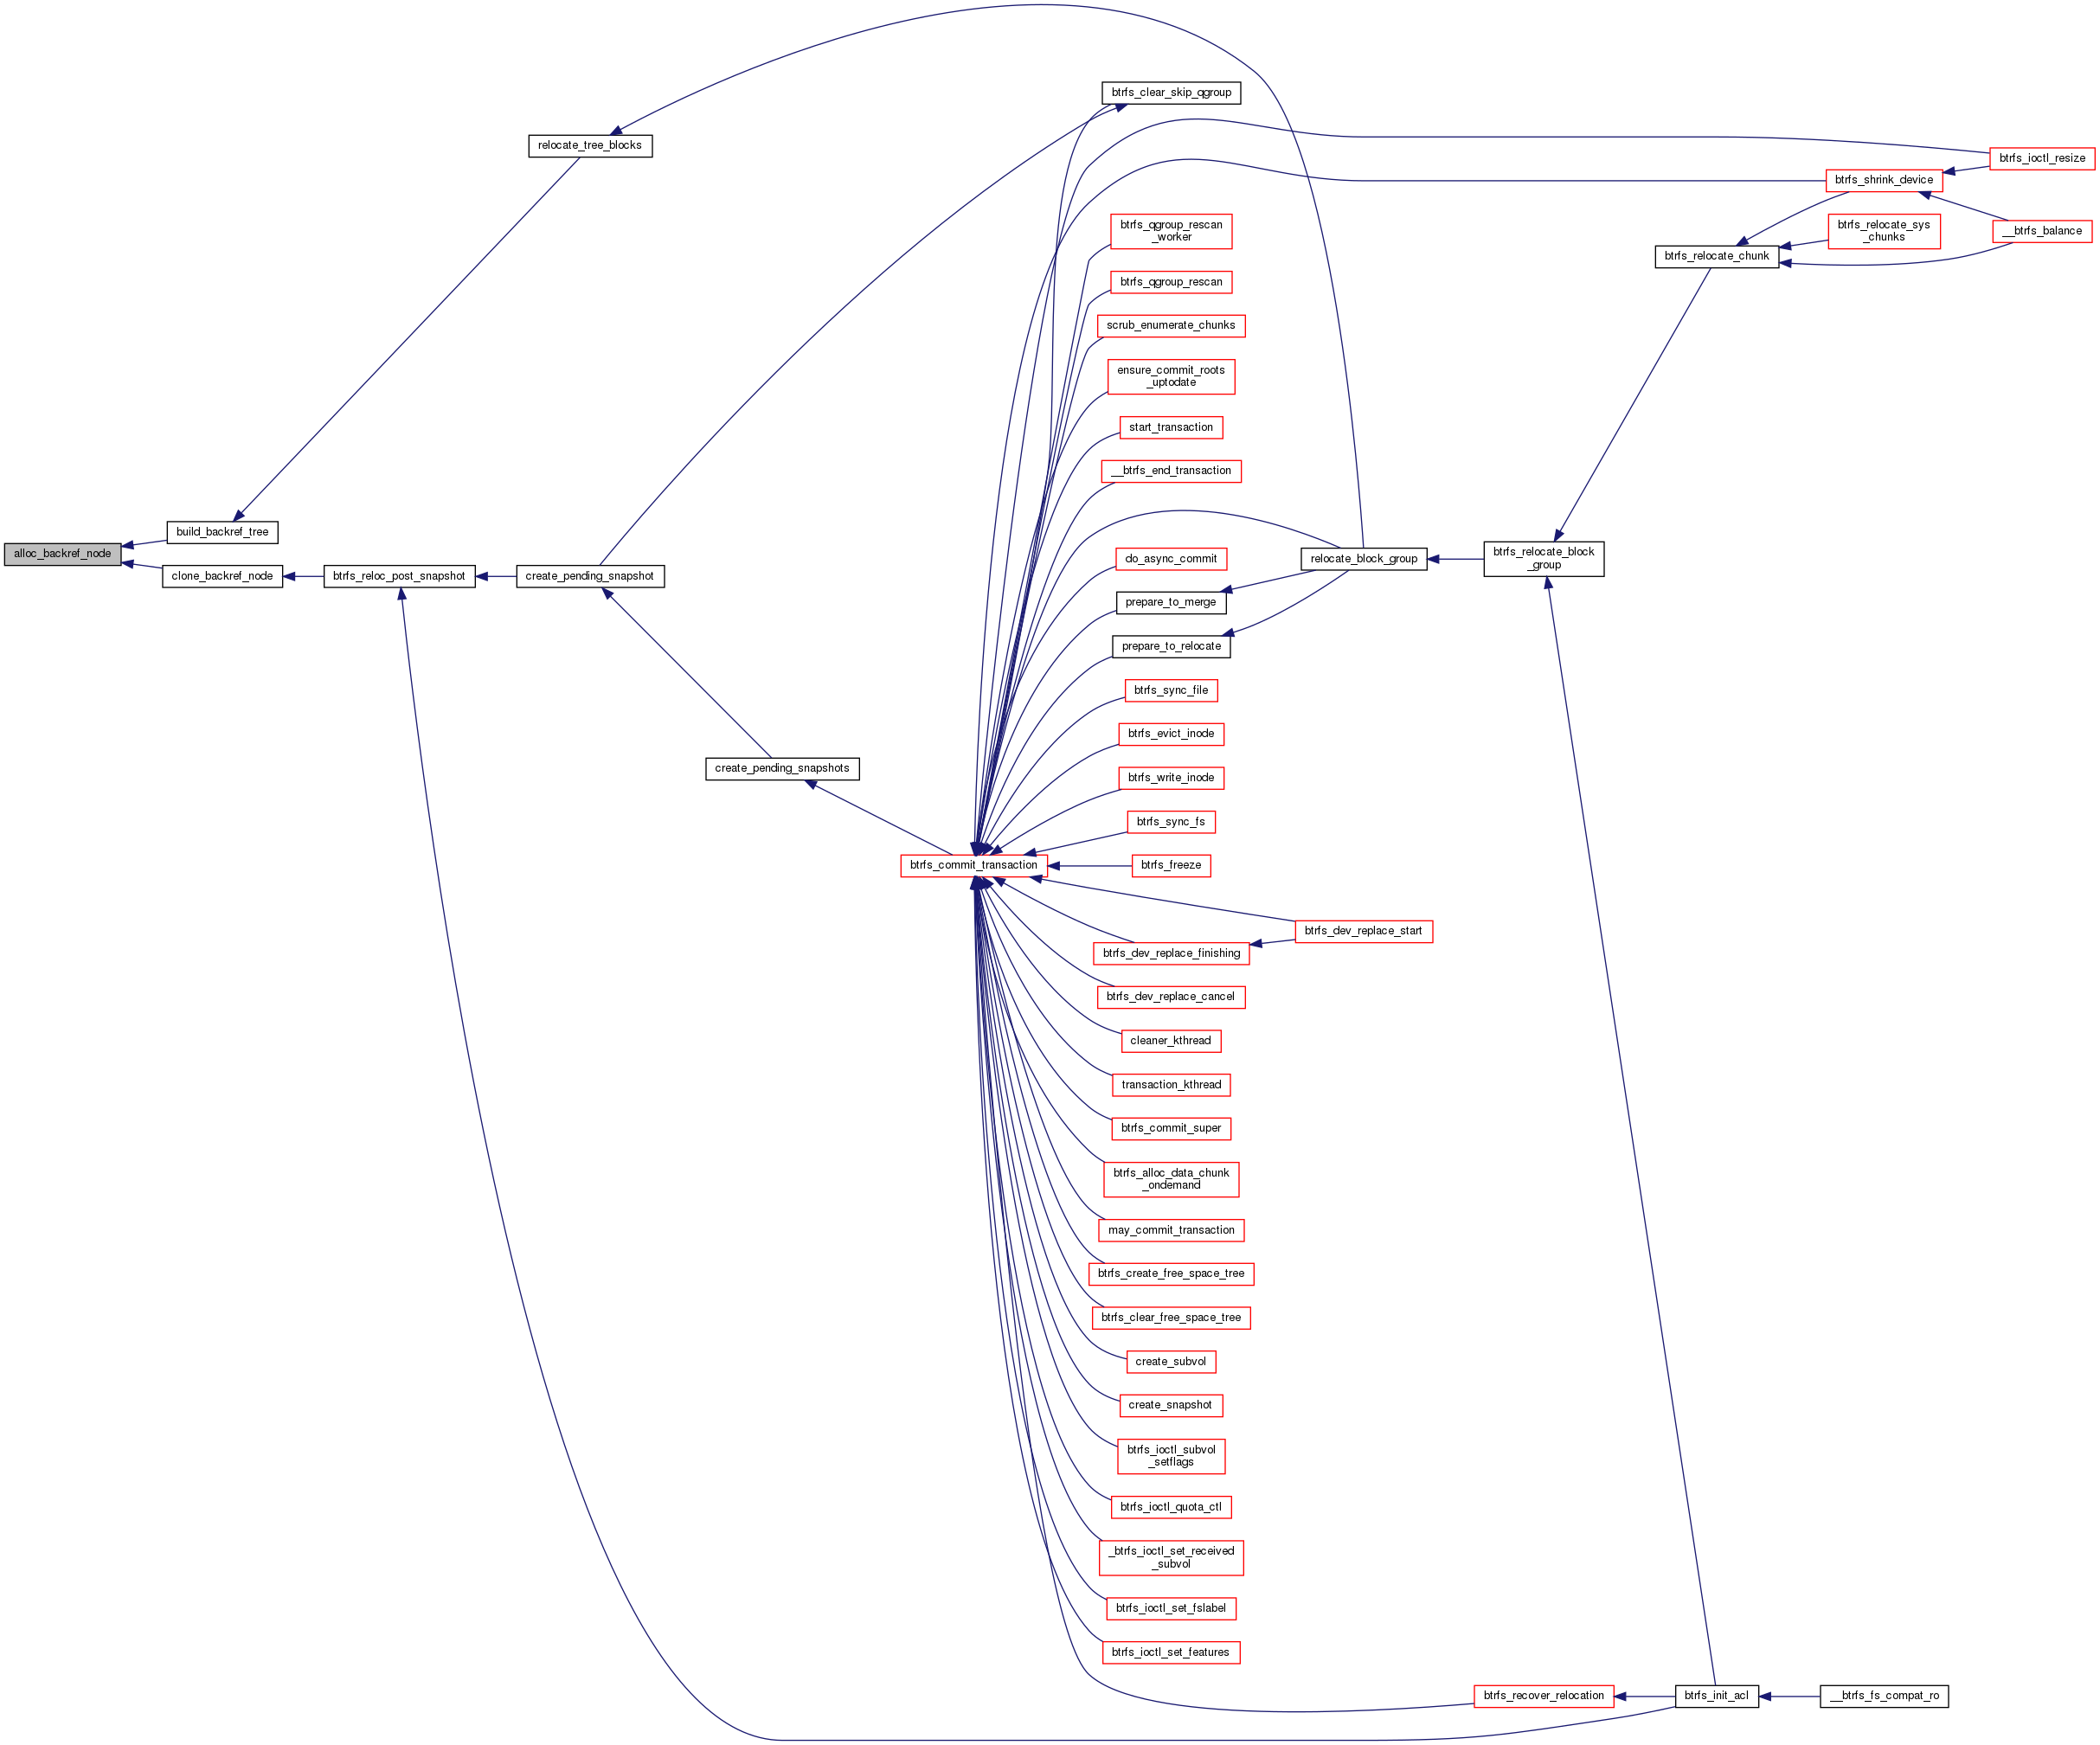 alloc_backref_node
build_backref_tree
clone_backref_node
relocate_tree_blocks
btrfs_reloc_post_snapshot
create_pending_snapshot
create_pending_snapshots
btrfs_commit_transaction
btrfs_clear_skip_qgroup
btrfs_qgroup_rescan
_worker
btrfs_qgroup_rescan
scrub_enumerate_chunks
ensure_commit_roots
_uptodate
start_transaction
__btrfs_end_transaction
do_async_commit
prepare_to_merge
prepare_to_relocate
btrfs_sync_file
btrfs_evict_inode
btrfs_write_inode
btrfs_sync_fs
btrfs_freeze
btrfs_dev_replace_finishing
btrfs_dev_replace_cancel
cleaner_kthread
transaction_kthread
btrfs_commit_super
btrfs_alloc_data_chunk
_ondemand
may_commit_transaction
btrfs_create_free_space_tree
btrfs_clear_free_space_tree
create_subvol
create_snapshot
btrfs_ioctl_subvol
_setflags
btrfs_ioctl_quota_ctl
_btrfs_ioctl_set_received
_subvol
btrfs_ioctl_set_fslabel
btrfs_ioctl_set_features
relocate_block_group
btrfs_dev_replace_start
btrfs_relocate_block
_group
btrfs_recover_relocation
btrfs_relocate_chunk
btrfs_init_acl
btrfs_shrink_device
btrfs_relocate_sys
_chunks
__btrfs_fs_compat_ro
btrfs_ioctl_resize
__btrfs_balance